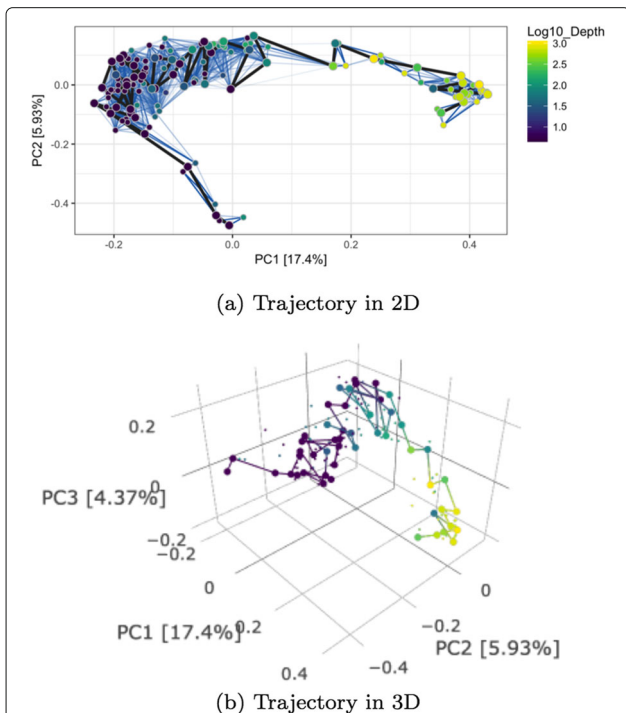 Log10_Depth
3.0
2.5
2.0
1.5
1.0
PC2 [5.93%]
0.0
-0.2
-0.4
-0.2
0.0
0.2
0.4
PC1 [17.4%]
(a) Trajectory in 2D
0.2
0
PC3 [4.37%]
−0.2
−0.2
0
0
PC1 [17.4%]
0.2
−0.2
PC2 [5.93%]
0.4
−0.4
(b) Trajectory in 3D